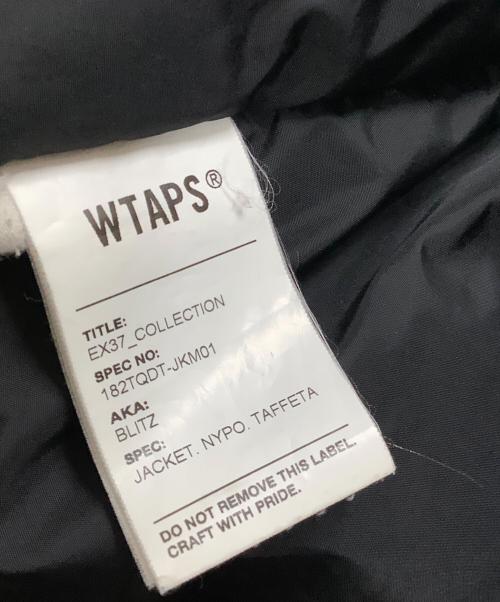 WTAPS®
TITLE:
EX37_COLLECTION
SPEC NO:
182TQDT-JKM01
AKA:
BLITZ
SPEC:
JACKET. NYPO. TAFFETA
DO NOT REMOVE THIS LABEL.
CRAFT WITH PRIDE.